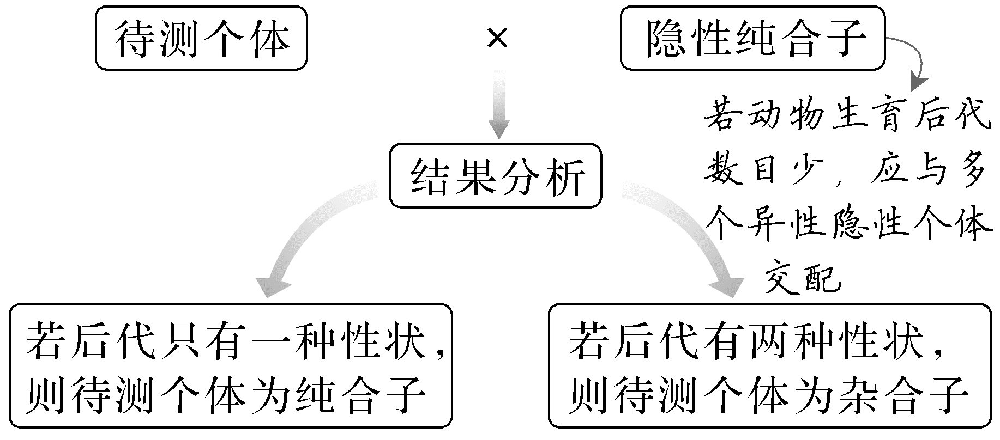 待测个体 × 隐性纯合子
若动物生育后代
数目少，应与多
个异性隐性个体
交配
结果分析
若后代只有一种性状，
则待测个体为纯合子
若后代有两种性状，
则待测个体为杂合子